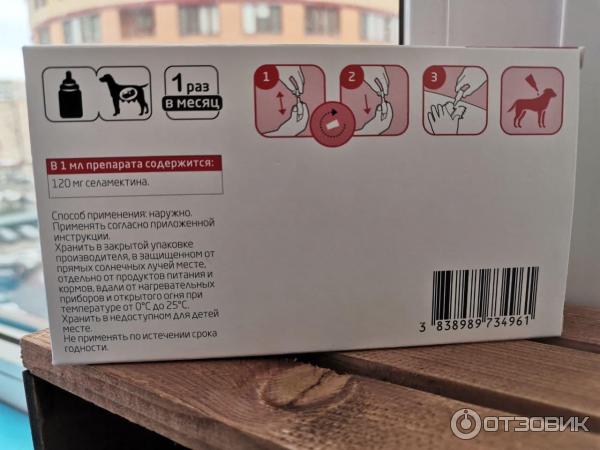 1 раз
в месяц
1
2
3
В 1 мл препарата содержится:
120 мг селамектина.
Способ применения: наружно.
Применять согласно приложенной
инструкции.
Хранить в закрытой упаковке
производителя, в защищенном от
прямых солнечных лучей месте,
отдельно от продуктов питания и
кормов, вдали от нагревательных
приборов и открытого огня при
температуре от 0°С до 25°С.
Хранить в недоступном для детей
месте.
Не применять по истечении срока
годности.
3 838989 734961
ОТЗОВИК